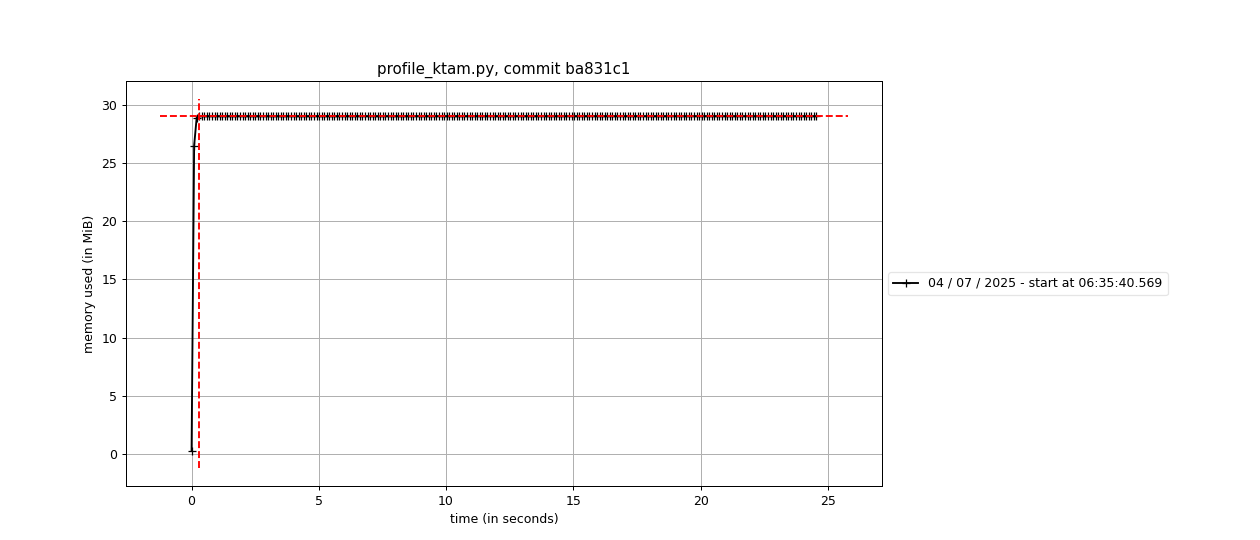 profile_ktam.py, commit ba831c1
30
25
20
15
10
5
0
memory used (in MiB)
0 5 10 15 20 25
time (in seconds)
04 / 07 / 2025 - start at 06:35:40.569